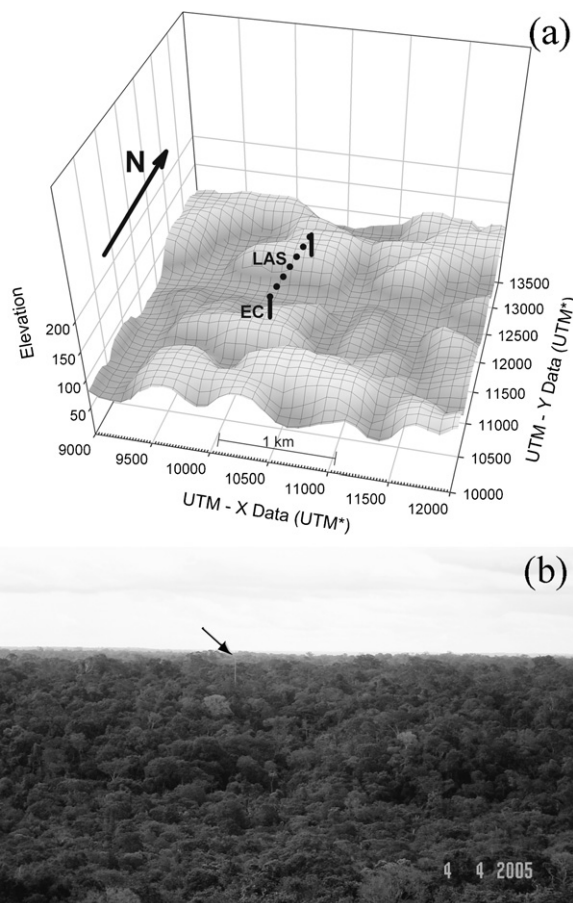 (a)
N
LAS
EC
Elevation
200
150
100
50
9000
9500
10000
10500
11000
11500
12000
1 km
UTM - X Data (UTM*)
13500
13000
12500
12000
11500
11000
10500
10000
UTM - Y Data (UTM*)
(b)
4 4 2005